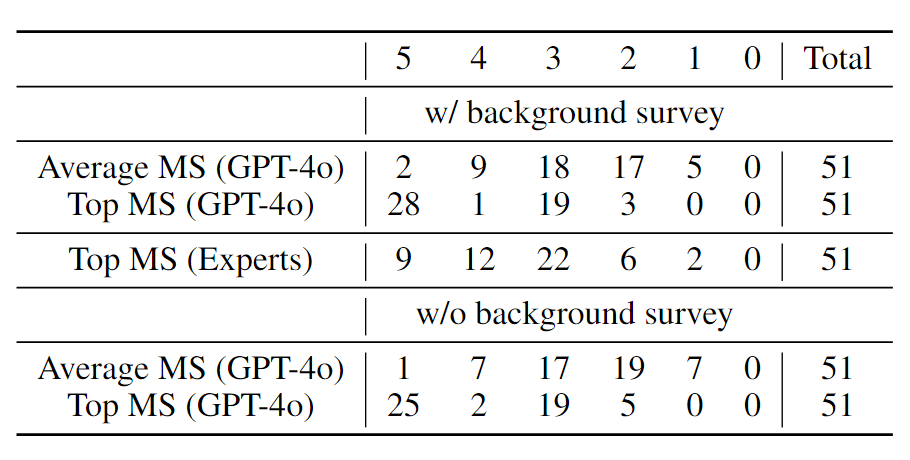 5 4 3 2 1 0 Total
w/ background survey
Average MS (GPT-4o) 2 9 18 17 5 0 51
Top MS (GPT-4o) 28 1 19 3 0 0 51
Top MS (Experts) 9 12 22 6 2 0 51
w/o background survey
Average MS (GPT-4o) 1 7 17 19 7 0 51
Top MS (GPT-4o) 25 2 19 5 0 0 51